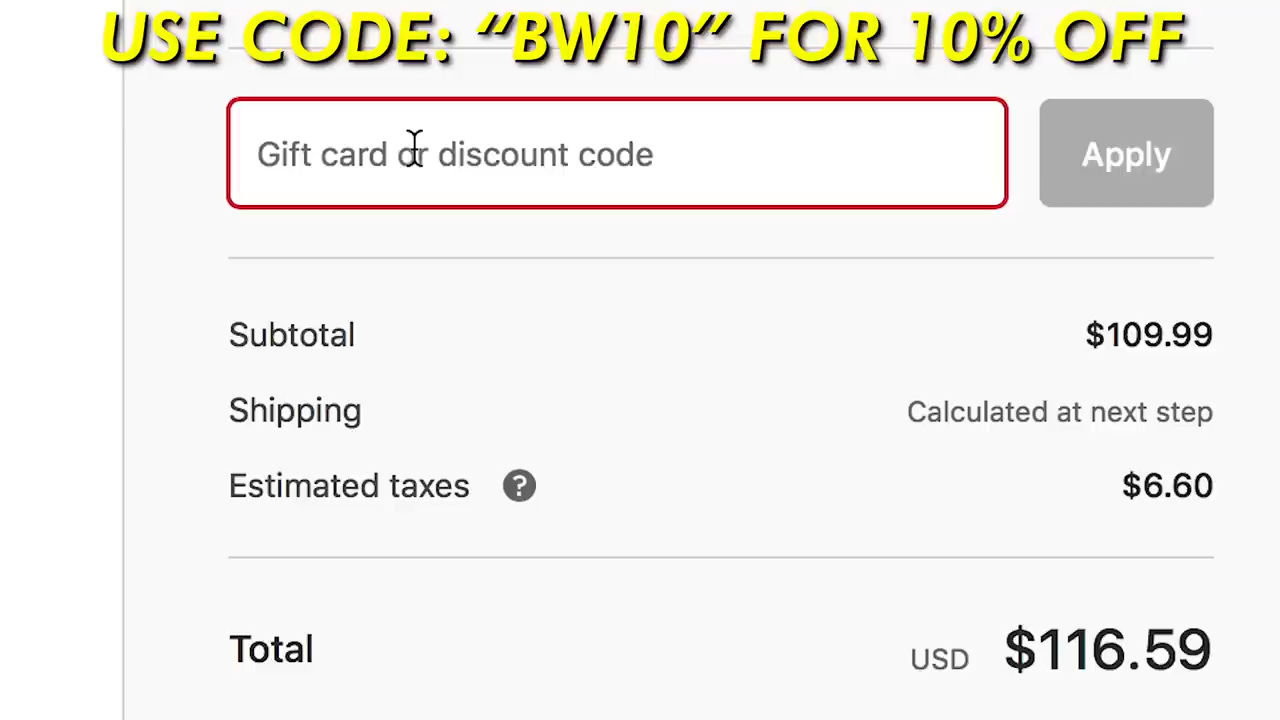 USE CODE: “BW10” FOR 10% OFF
Gift card or discount code
Apply
Subtotal $109.99
Shipping Calculated at next step
Estimated taxes ? $6.60
Total USD $116.59